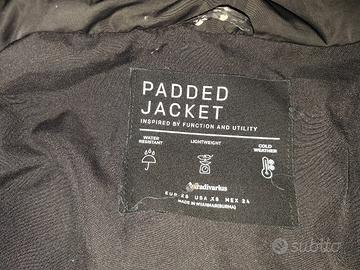 PADDED
JACKET
INSPIRED BY FUNCTION AND UTILITY
WATER RESISTANT
LIGHTWEIGHT
COLD WEATHER
stradivarius
EUR XS USA XS MEX 24
MADE IN MYANMAR(BURMA)
subito